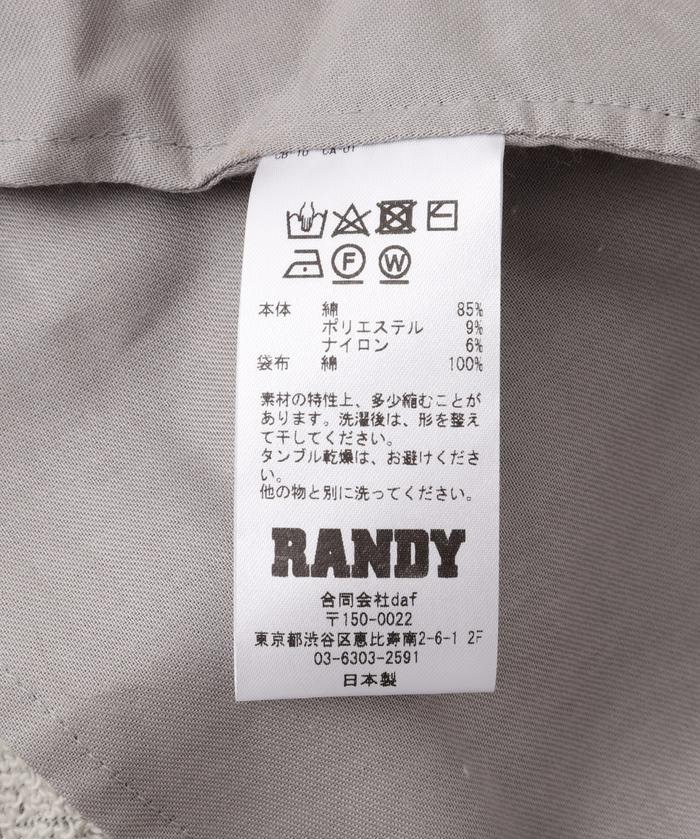 本体 綿 85%
ポリエステル 9%
ナイロン 6%
袋布 綿 100%
素材の特性上、多少縮むことが
あります。洗濯後は、形を整え
て干してください。
タンブル乾燥は、お避けくださ
い。
他の物と別に洗ってください。
RANDY
合同会社daf
〒150-0022
東京都渋谷区恵比寿南2-6-1 2F
03-6303-2591
日本製